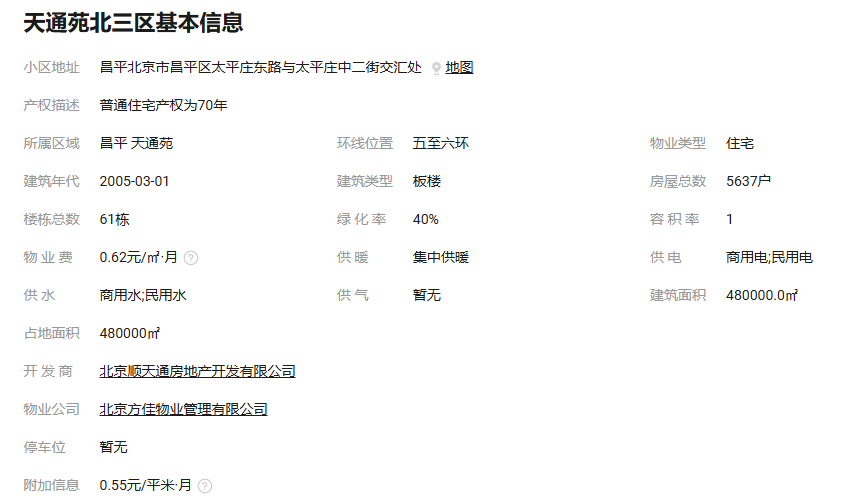 天通苑北三区基本信息
小区地址 昌平北京市昌平区太平庄东路与太平庄中二街交汇处 地图
产权描述 普通住宅产权为70年
所属区域 昌平 天通苑 环线位置 五至六环 物业类型 住宅
建筑年代 2005-03-01 建筑类型 板楼 房屋总数 5637户
楼栋总数 61栋 绿 化 率 40% 容 积 率 1
物 业 费 0.62元/㎡·月 ? 供 暖 集中供暖 供 电 商用电;民用电
供 水 商用水;民用水 供 气 暂无 建筑面积 480000.0㎡
占地面积 480000㎡
开 发 商 北京顺天通房地产开发有限公司
物业公司 北京方佳物业管理有限公司
停车位 暂无
附加信息 0.55元/平米·月 ?